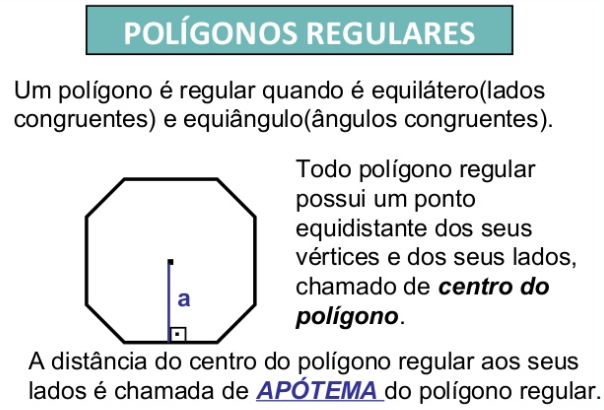 POLÍGONOS REGULARES
Um polígono é regular quando é equilátero(lados
congruentes) e equiângulo(ângulos congruentes).
Todo polígono regular
possui um ponto
equidistante dos seus
vértices e dos seus lados,
chamado de centro do
polígono.
a
A distância do centro do polígono regular aos seus
lados é chamada de APÓTEMA do polígono regular.